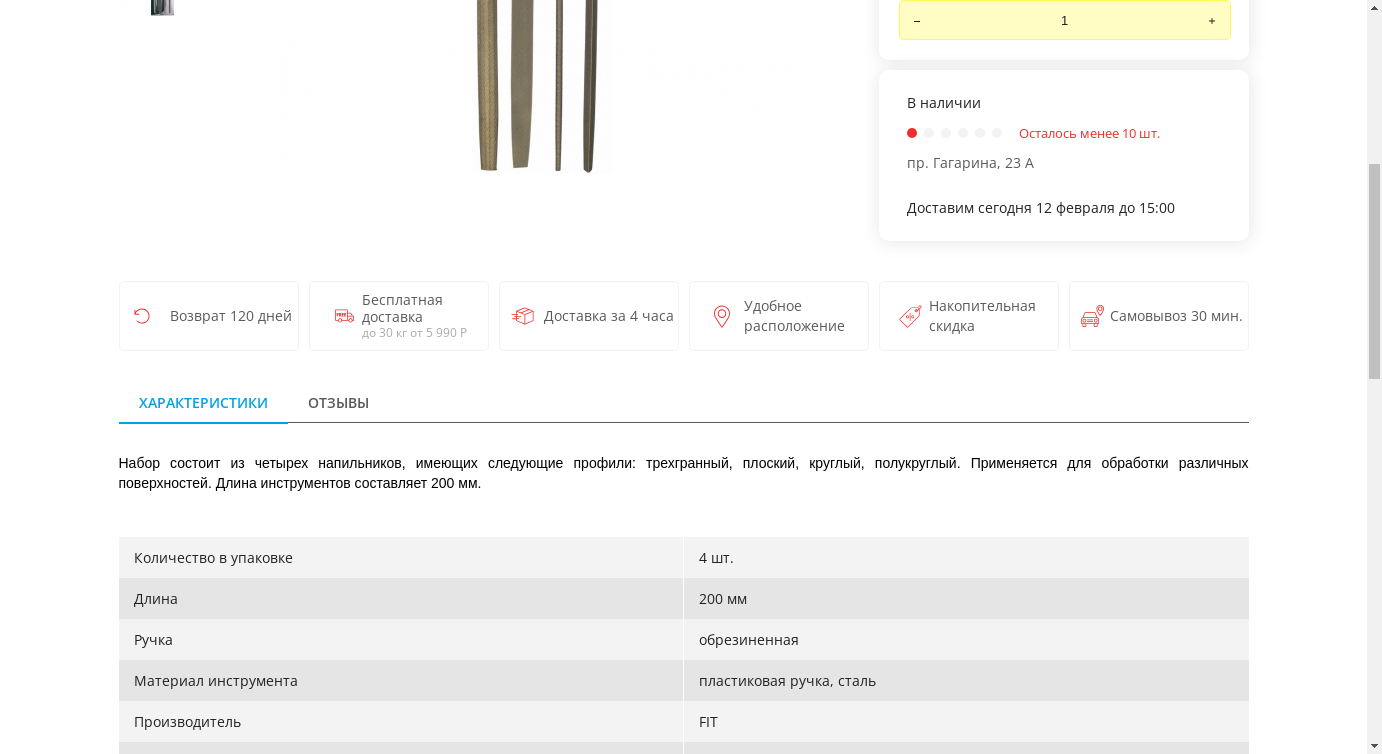 – 1 +
В наличии
Осталось менее 10 шт.
пр. Гагарина, 23 А
Доставим сегодня 12 февраля до 15:00
Возврат 120 дней
Бесплатная
доставка
до 30 кг от 5 990 Р
Доставка за 4 часа
Удобное
расположение
Накопительная
скидка
Самовывоз 30 мин.
ХАРАКТЕРИСТИКИ ОТЗЫВЫ
Набор состоит из четырех напильников, имеющих следующие профили: трехгранный, плоский, круглый, полукруглый. Применяется для обработки различных
поверхностей. Длина инструментов составляет 200 мм.
Количество в упаковке 4 шт.
Длина 200 мм
Ручка обрезиненная
Материал инструмента пластиковая ручка, сталь
Производитель FIT